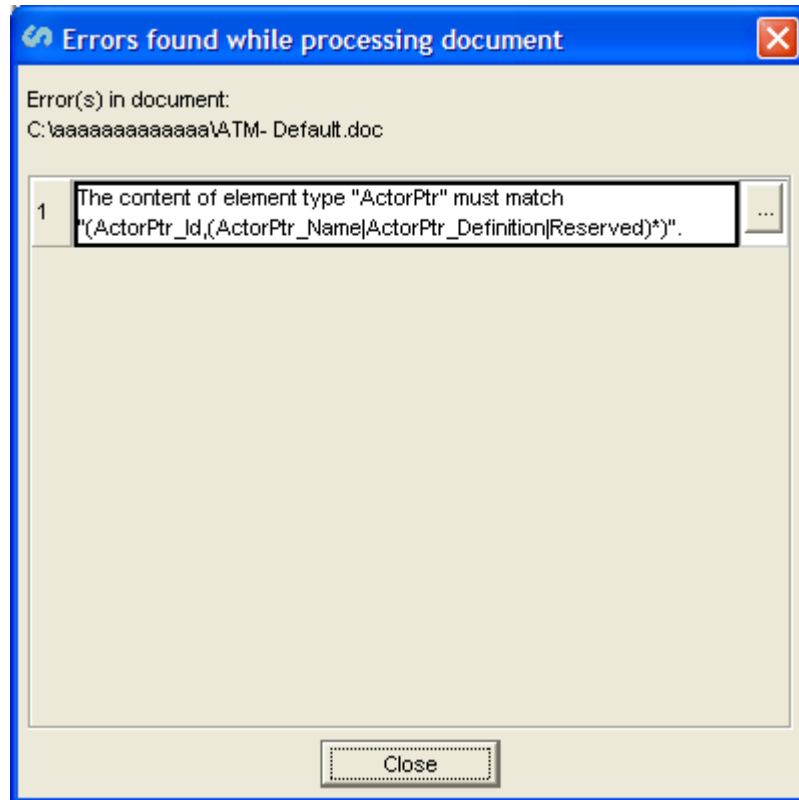 Errors found while processing document
Error(s) in document:
C:\aaaaaaaaaaaaa\ATM- Default.doc
1
The content of element type "ActorPtr" must match
"(ActorPtr_Id,(ActorPtr_Name|ActorPtr_Definition|Reserved)*)".
...
Close